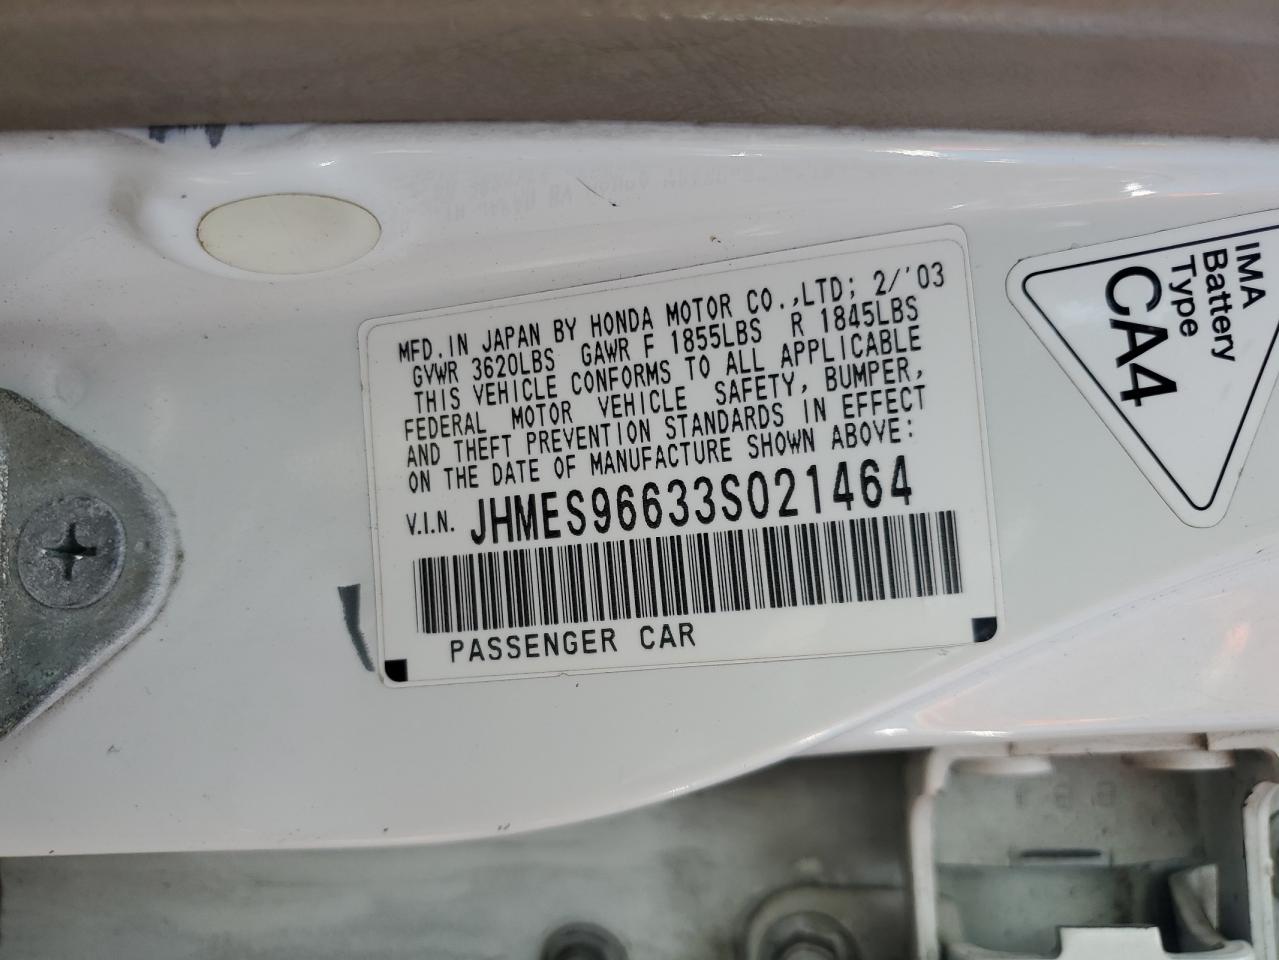 MFD. IN JAPAN BY HONDA MOTOR CO.,LTD; 2/'03
GVWR 3620LBS GAWR F 1855LBS R 1845LBS
THIS VEHICLE CONFORMS TO ALL APPLICABLE
FEDERAL MOTOR VEHICLE SAFETY, BUMPER,
AND THEFT PREVENTION STANDARDS IN EFFECT
ON THE DATE OF MANUFACTURE SHOWN ABOVE:
V.I.N. JHMES96633S021464
PASSENGER CAR
IMA
Battery
Type
CA4